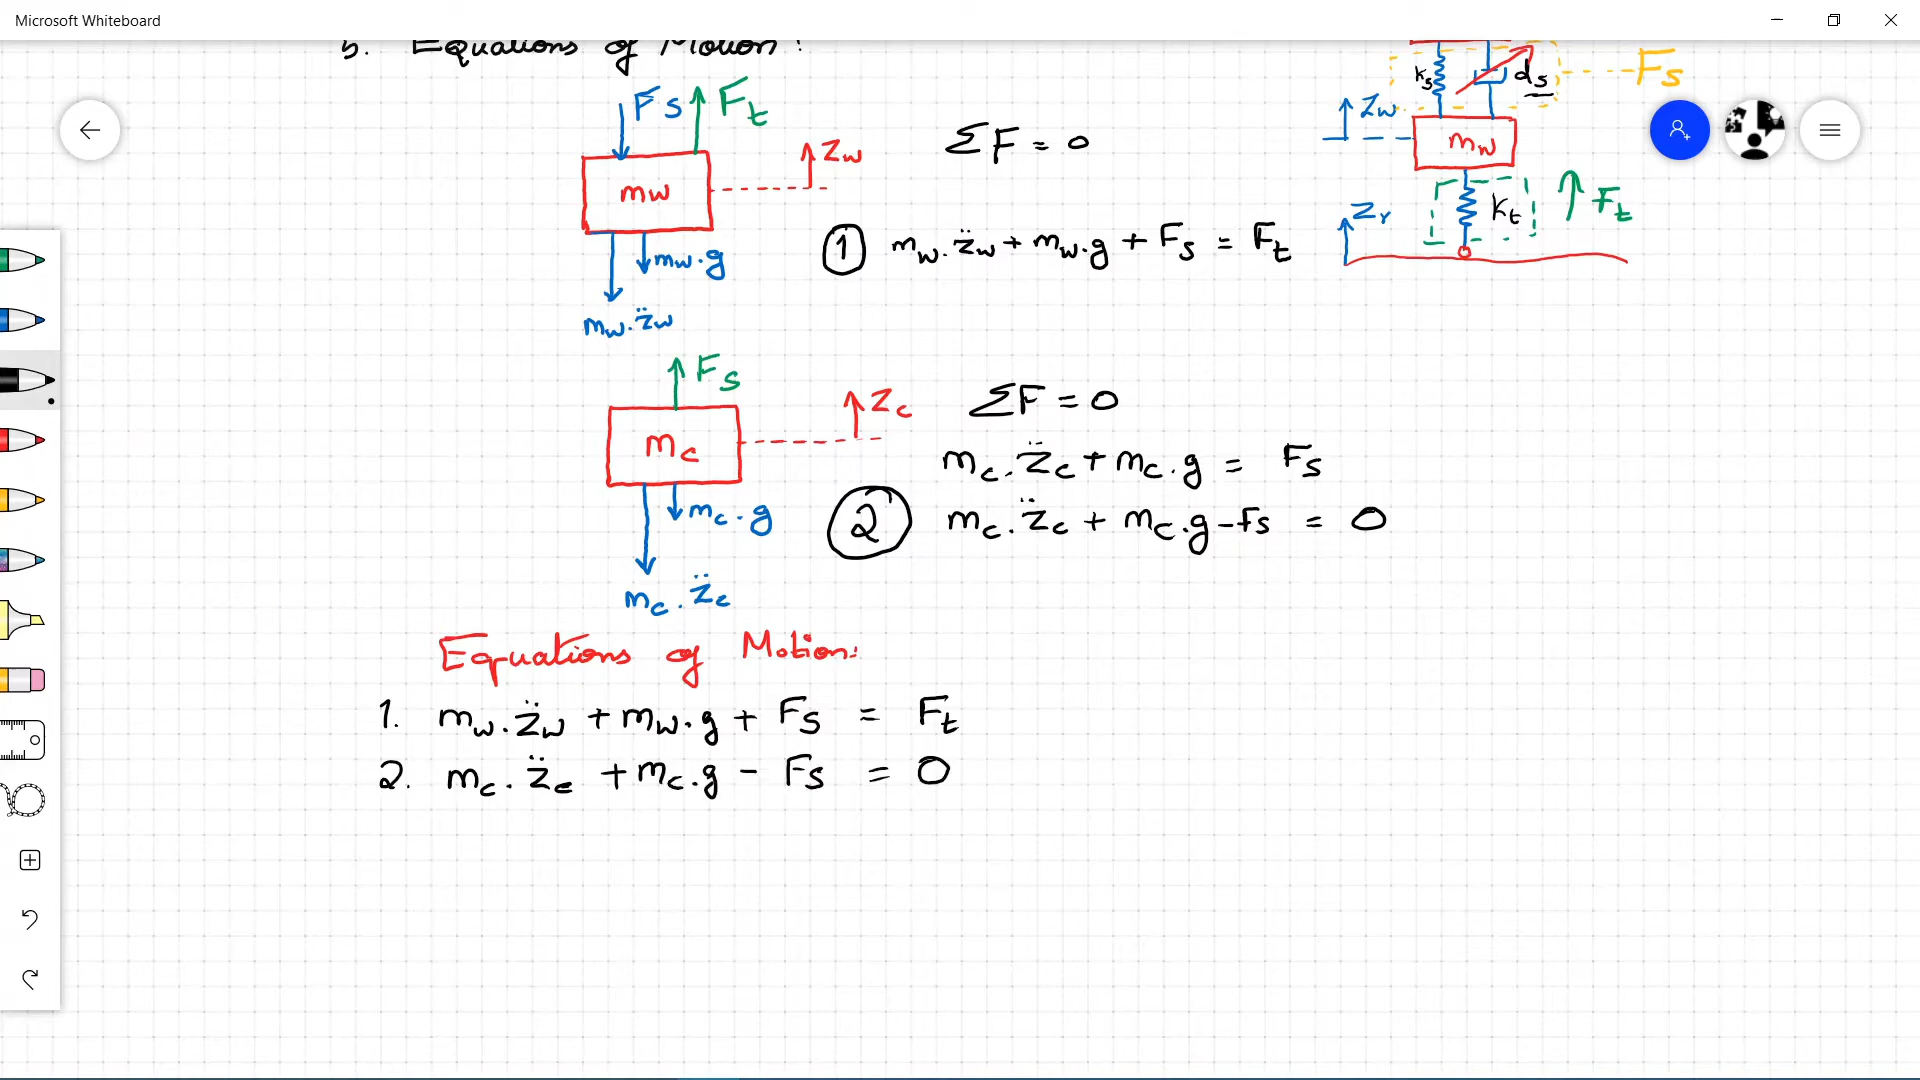 Microsoft Whiteboard
3. Equations of Motion:
Fs Ft
mw
Zw
mw.g
mw.z̈w
ΣF = 0
① mw.z̈w + mw.g + Fs = Ft
ks ds Fs
Zw
mw
Zr
kt
Ft
Fs
mc
Zc
mc.g
mc.z̈c
ΣF = 0
mc.z̈c + mc.g = Fs
② mc.z̈c + mc.g - Fs = 0
Equations of Motion:
1. mw.z̈w + mw.g + Fs = Ft
2. mc.z̈c + mc.g - Fs = 0